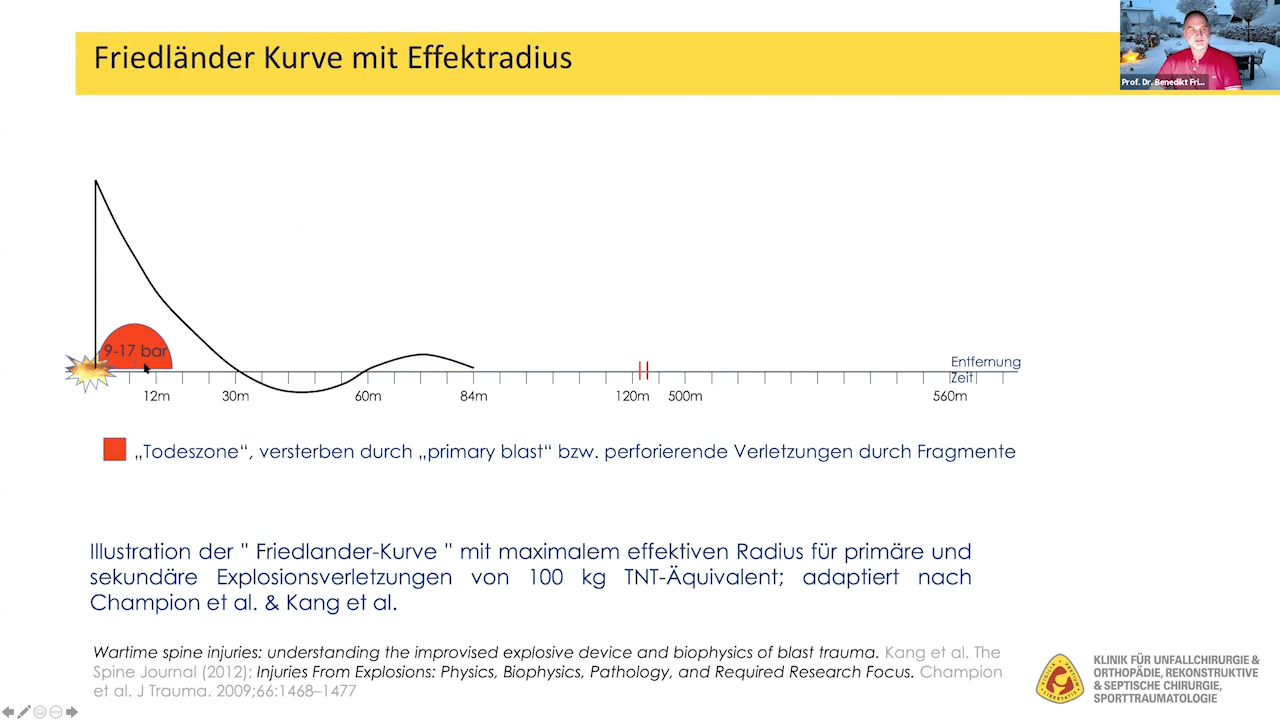 Friedländer Kurve mit Effektradius
Prof. Dr. Benedikt Fri...
9-17 bar
Entfernung
Zeit
12m
30m
60m
84m
120m
500m
560m
„Todeszone“, versterben durch „primary blast“ bzw. perforierende Verletzungen durch Fragmente
Illustration der " Friedlander-Kurve " mit maximalem effektiven Radius für primäre und
sekundäre Explosionsverletzungen von 100 kg TNT-Äquivalent; adaptiert nach
Champion et al. & Kang et al.
Wartime spine injuries: understanding the improvised explosive device and biophysics of blast trauma. Kang et al. The
Spine Journal (2012); Injuries From Explosions: Physics, Biophysics, Pathology, and Required Research Focus. Champion
et al. J Trauma. 2009;66:1468–1477
KLINIK FÜR UNFALLCHIRURGIE &
ORTHOPÄDIE, REKONSTRUKTIVE
& SEPTISCHE CHIRURGIE,
SPORTTRAUMATOLOGIE